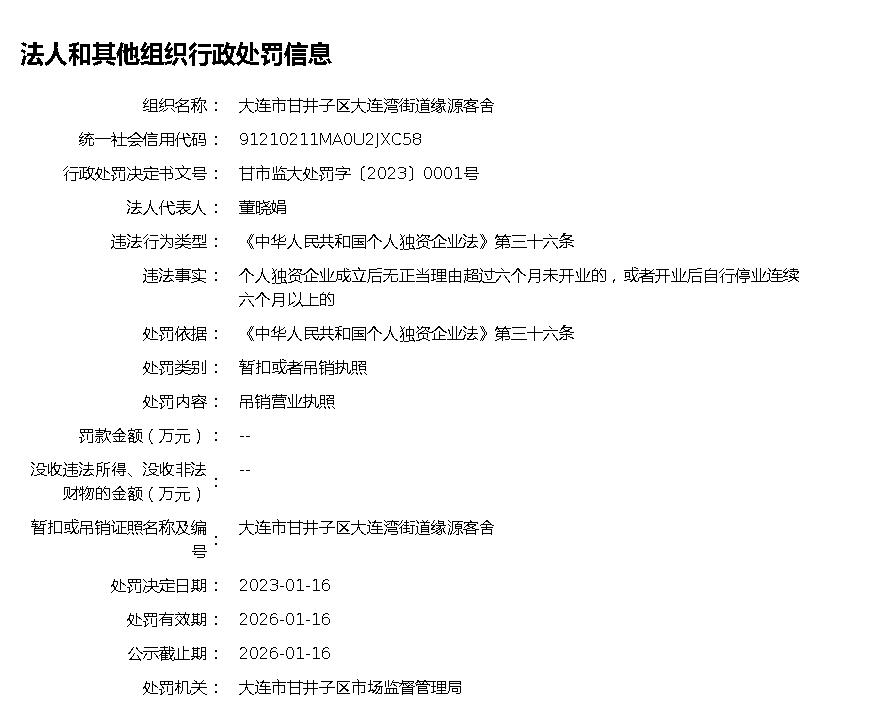 法人和其他组织行政处罚信息
组织名称： 大连市甘井子区大连湾街道缘源客舍
统一社会信用代码： 91210211MA0U2JXC58
行政处罚决定书文号： 甘市监大处罚字〔2023〕0001号
法人代表人： 董晓娟
违法行为类型： 《中华人民共和国个人独资企业法》第三十六条
违法事实： 个人独资企业成立后无正当理由超过六个月未开业的，或者开业后自行停业连续
六个月以上的
处罚依据： 《中华人民共和国个人独资企业法》第三十六条
处罚类别： 暂扣或者吊销执照
处罚内容： 吊销营业执照
罚款金额（万元）： --
没收违法所得、没收非法
财物的金额（万元）： --
暂扣或吊销证照名称及编
号： 大连市甘井子区大连湾街道缘源客舍
处罚决定日期： 2023-01-16
处罚有效期： 2026-01-16
公示截止期： 2026-01-16
处罚机关： 大连市甘井子区市场监督管理局